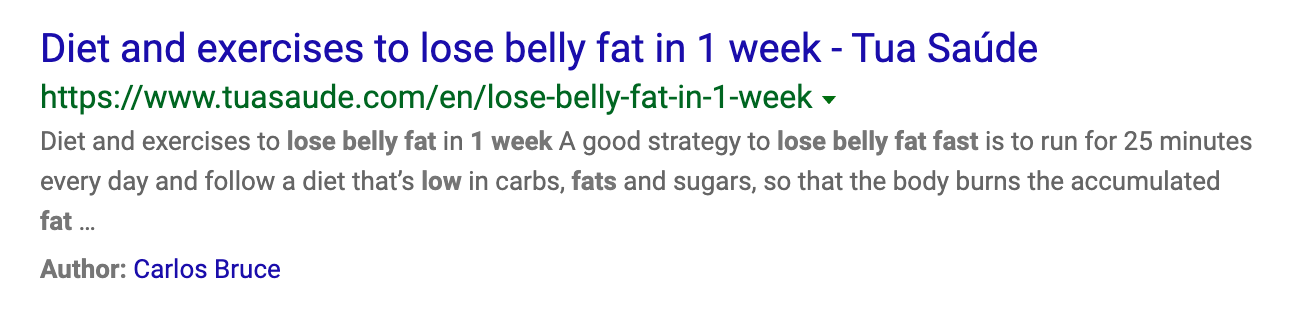 Diet and exercises to lose belly fat in 1 week - Tua Saúde
https://www.tuasaude.com/en/lose-belly-fat-in-1-week
Diet and exercises to lose belly fat in 1 week A good strategy to lose belly fat fast is to run for 25 minutes
every day and follow a diet that’s low in carbs, fats and sugars, so that the body burns the accumulated
fat ...
Author: Carlos Bruce